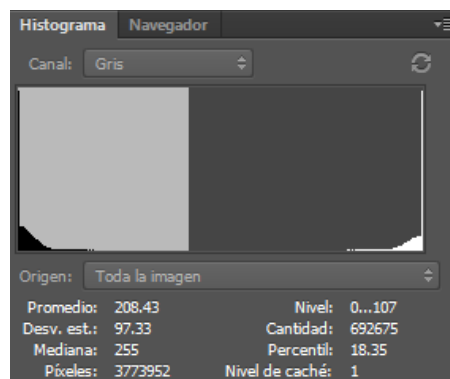 Histograma Navegador
Canal: Gris
Origen: Toda la imagen
Promedio: 208.43 Nivel: 0...107
Desv. est.: 97.33 Cantidad: 692675
Mediana: 255 Percentil: 18.35
Píxeles: 3773952 Nivel de caché: 1